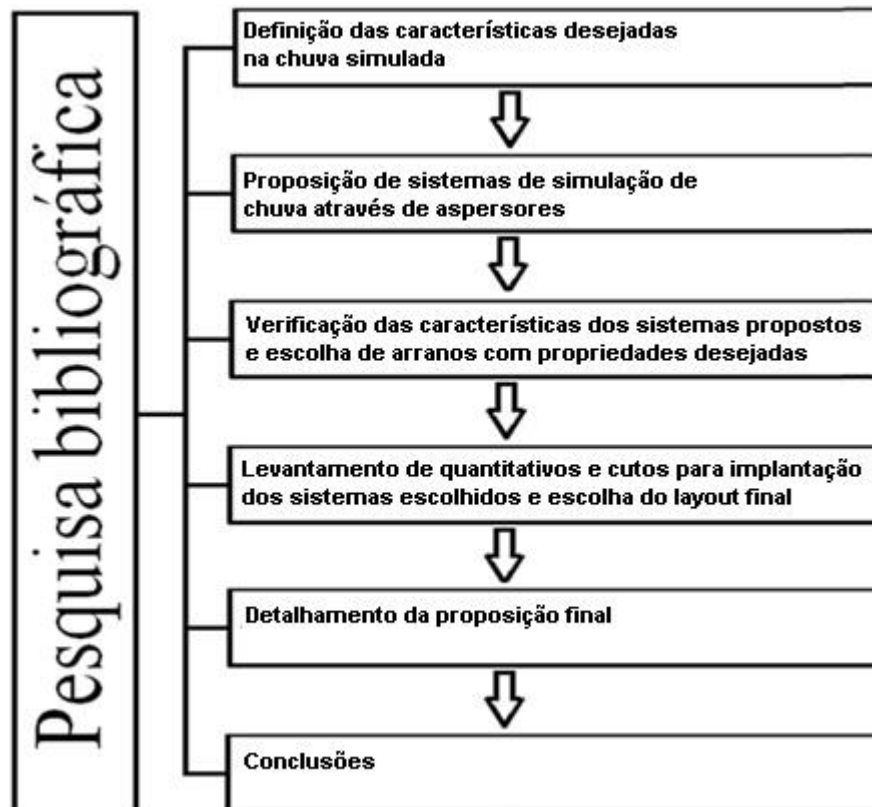 Pesquisa bibliográfica
Definição das características desejadas
na chuva simulada
Proposição de sistemas de simulação de
chuva através de aspersores
Verificação das características dos sistemas propostos
e escolha de arranos com propriedades desejadas
Levantamento de quantitativos e cutos para implantação
dos sistemas escolhidos e escolha do layout final
Detalhamento da proposição final
Conclusões